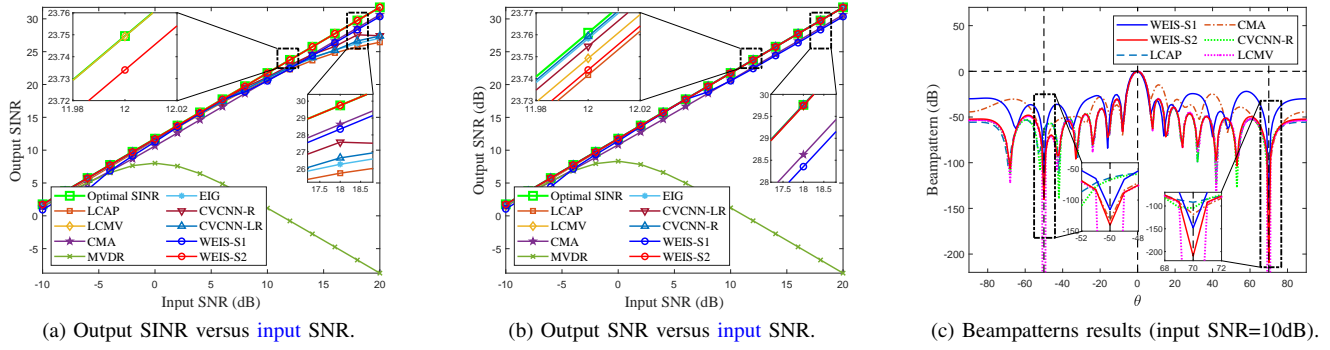 Output SINR
35
30
25
20
15
10
5
0
-5
-10
-5
0
5
10
15
20
Input SNR (dB)
23.76
23.75
23.74
23.73
23.72
11.98
12
12.02
30
29
28
27
26
17.5
18
18.5
Optimal SINR
LCAP
LCMV
CMA
MVDR
EIG
CVCNN-R
CVCNN-LR
WEIS-S1
WEIS-S2
(a) Output SINR versus input SNR.
Output SNR (dB)
30
25
20
15
10
5
0
-5
-10
-5
0
5
10
15
20
Input SNR (dB)
23.76
23.75
23.74
23.73
23.72
11.98
12
12.02
30
29.5
29
28.5
28
17.5
18
18.5
Optimal SINR
LCAP
LCMV
CMA
MVDR
EIG
CVCNN-R
CVCNN-LR
WEIS-S1
WEIS-S2
(b) Output SNR versus input SNR.
Beampattern (dB)
50
0
-50
-100
-150
-200
-80
-60
-40
-20
0
20
40
60
80
θ
WEIS-S1
WEIS-S2
LCAP
CMA
CVCNN-R
LCMV
-50
-100
-150
-52
-50
-48
-100
-150
-200
68
70
72
(c) Beampatterns results (input SNR=10dB).